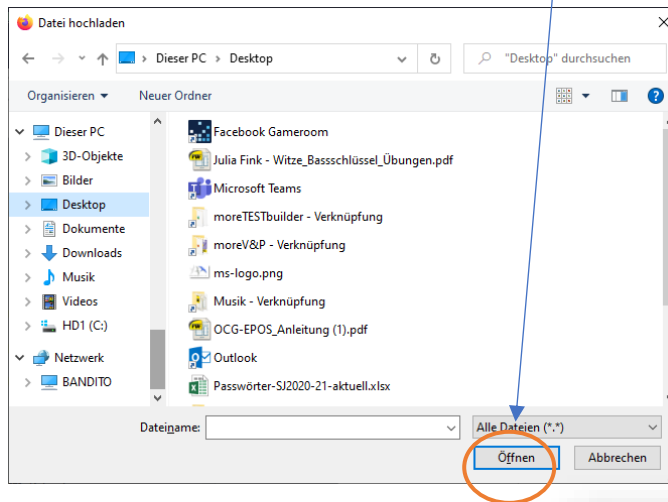 Datei hochladen
Dieser PC > Desktop
"Desktop" durchsuchen
Organisieren
Neuer Ordner
Dieser PC
3D-Objekte
Bilder
Desktop
Dokumente
Downloads
Musik
Videos
HD1 (C:)
Netzwerk
BANDITO
Facebook Gameroom
Julia Fink - Witze_Bassschlüssel_Übungen.pdf
Microsoft Teams
moreTESTbuilder - Verknüpfung
moreV&P - Verknüpfung
ms-logo.png
Musik - Verknüpfung
OCG-EPOS_Anleitung (1).pdf
Outlook
Passwörter-SJ2020-21-aktuell.xlsx
Dateiname:
Alle Dateien (*.*)
Öffnen
Abbrechen